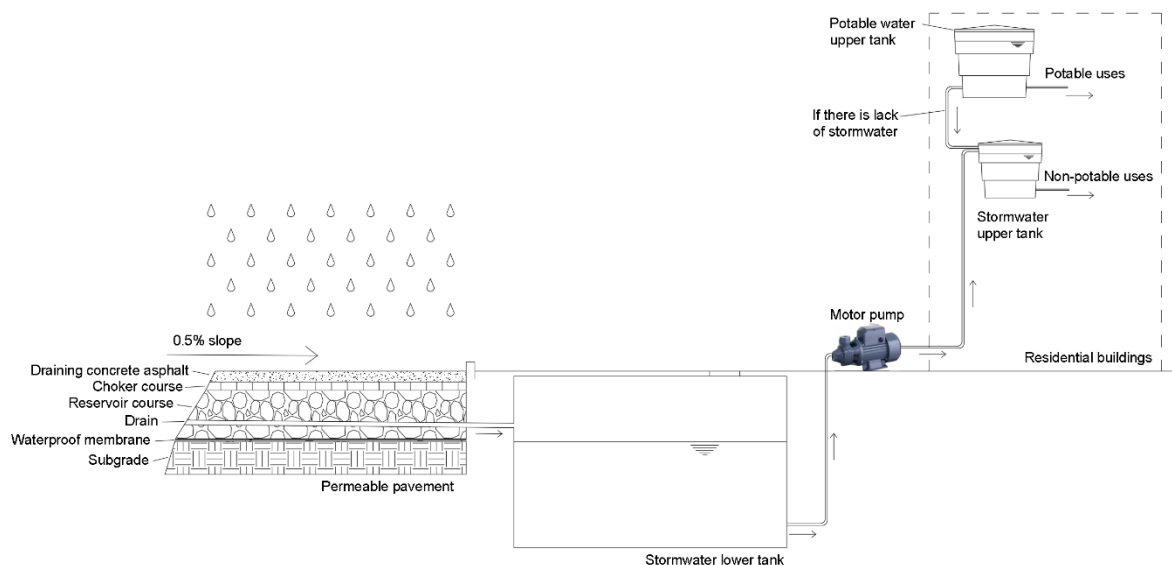 Potable water
upper tank
Potable uses
If there is lack
of stormwater
Non-potable uses
Stormwater
upper tank
Motor pump
0.5% slope
Residential buildings
Draining concrete asphalt
Choker course
Reservoir course
Drain
Waterproof membrane
Subgrade
Permeable pavement
Stormwater lower tank